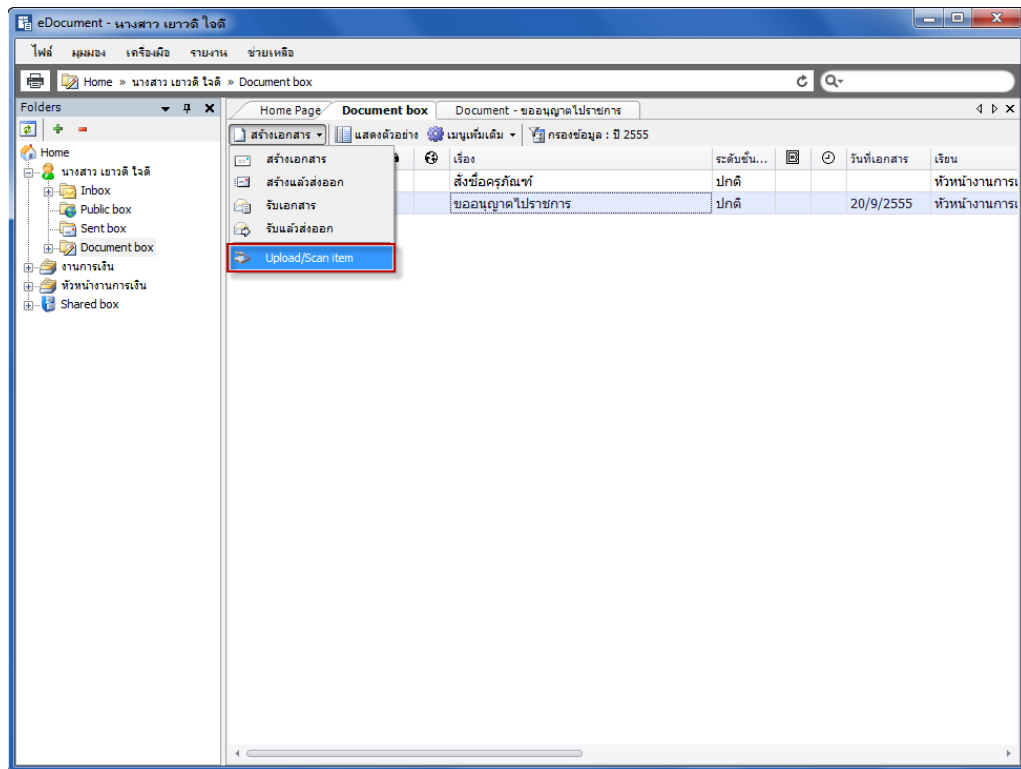 eDocument - นางสาว เยาวดี ใจดี
ไฟล์ มุมมอง เครื่องมือ รายงาน ช่วยเหลือ
Home » นางสาว เยาวดี ใจดี » Document box
Folders
Home Page Document box Document - ขออนุญาตไปราชการ
สร้างเอกสาร แสดงตัวอย่าง เมนูเพิ่มเติม กรองข้อมูล : ปี 2555
Home
นางสาว เยาวดี ใจดี
Inbox
Public box
Sent box
Document box
งานการเงิน
หัวหน้างานการเงิน
Shared box
สร้างเอกสาร
สร้างแล้วส่งออก
รับเอกสาร
รับแล้วส่งออก
Upload/Scan item
เรื่อง ระดับชั้น... วันที่เอกสาร เรียน
สั่งซื้อครุภัณฑ์ ปกติ หัวหน้างานการเ
ขออนุญาตไปราชการ ปกติ 20/9/2555 หัวหน้างานการเ